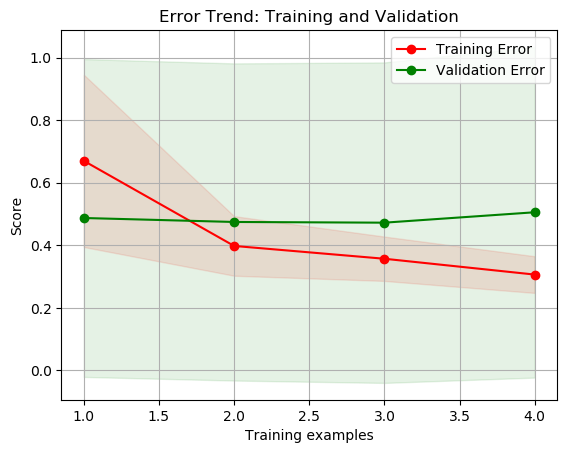 Error Trend: Training and Validation
Training Error
Validation Error
Score
1.0
0.8
0.6
0.4
0.2
0.0
1.0 1.5 2.0 2.5 3.0 3.5 4.0
Training examples